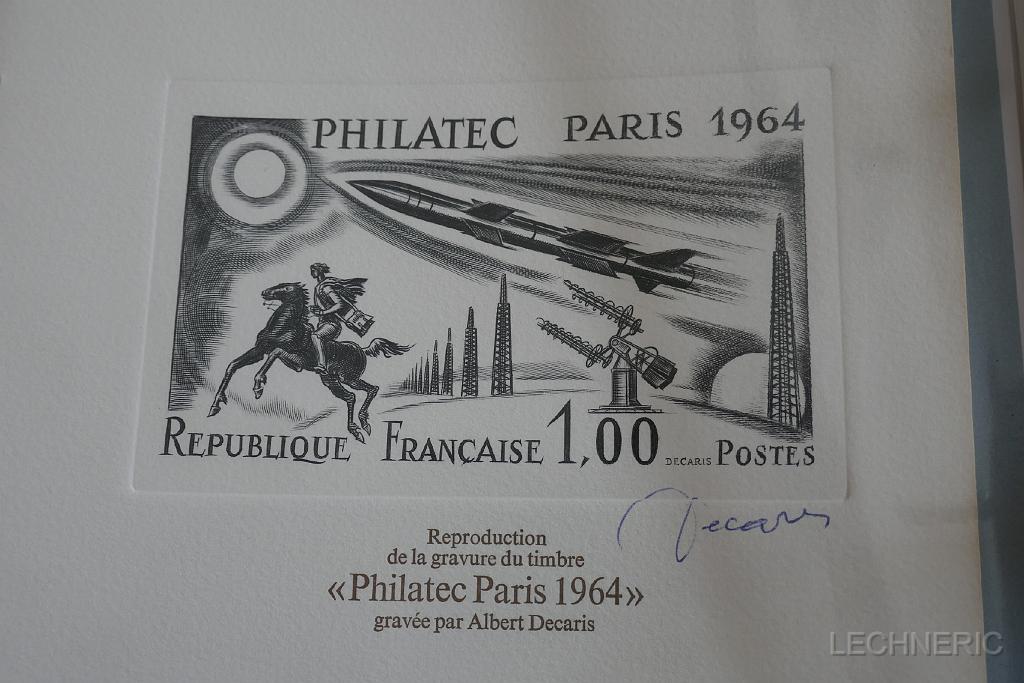 PHILATEC PARIS 1964
REPUBLIQUE FRANÇAISE 1,00 DECARIS POSTES
Decaris
Reproduction
de la gravure du timbre
«Philatec Paris 1964»
gravée par Albert Decaris
LECHNERIC